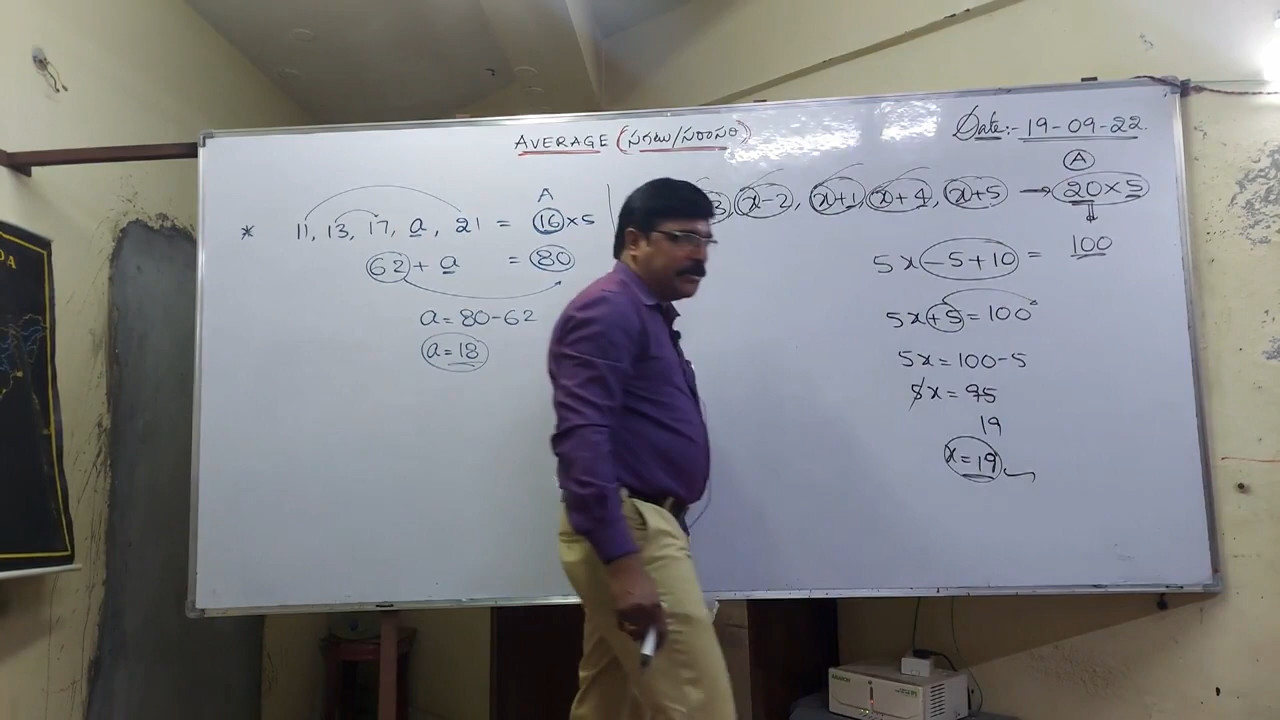 AVERAGE (సగటు/సరాసరి)
Date:- 19-09-22.
A
* 11, 13, 17, a, 21 = 16×5
62 + a = 80
a = 80-62
a = 18
A
3, x-2, x+1, x+4, x+5 → 20×5
5x -5+10 = 100
5x+5 = 100
5x = 100-5
5x = 95
19
x = 19